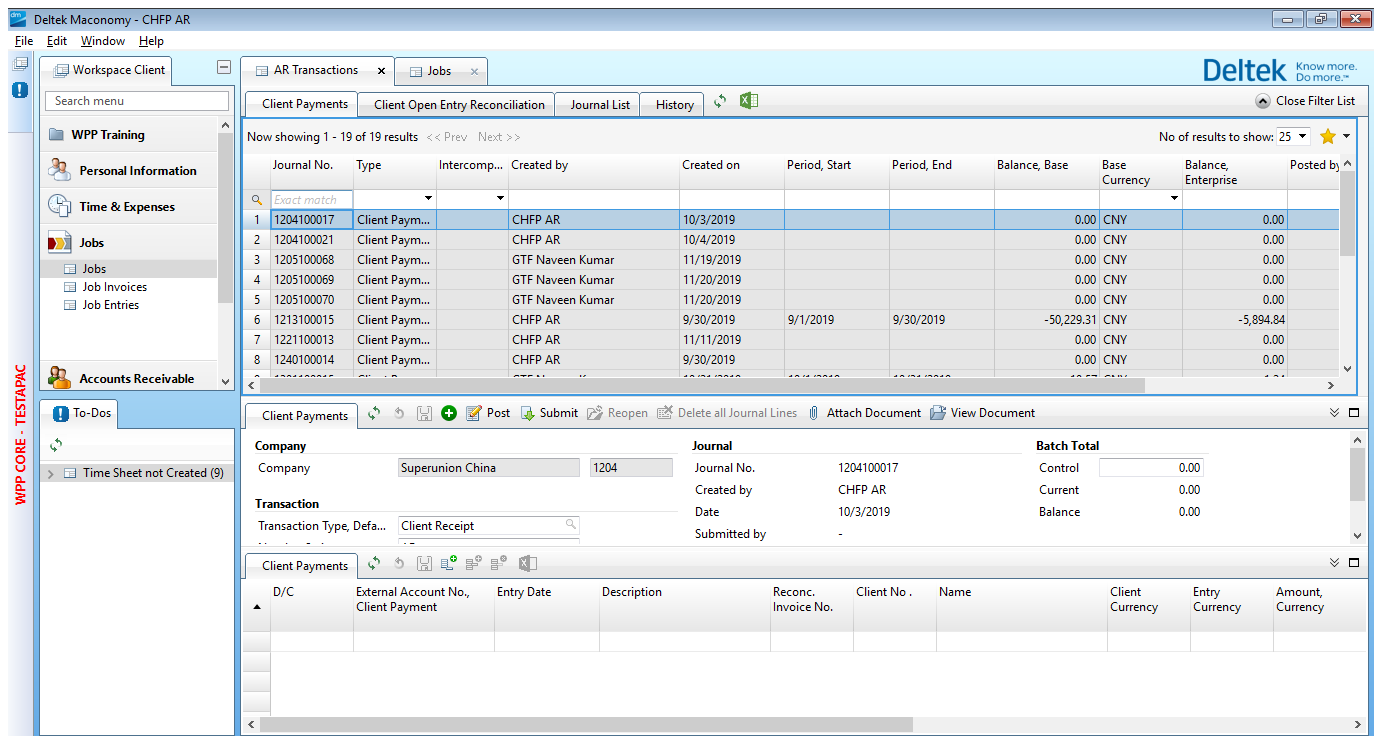 Deltek Maconomy - CHFP AR
File Edit Window Help
Workspace Client
Search menu
WPP Training
Personal Information
Time & Expenses
Jobs
Jobs
Job Invoices
Job Entries
Accounts Receivable
To-Dos
Time Sheet not Created (9)
WPP CORE - TESTAPAC
AR Transactions Jobs
Deltek Know more. Do more.™
Client Payments Client Open Entry Reconciliation Journal List History Close Filter List
Now showing 1 - 19 of 19 results << Prev Next >> No of results to show: 25
Journal No. Type Intercomp... Created by Created on Period, Start Period, End Balance, Base Base Currency Balance, Enterprise Posted by
Exact match
1 1204100017 Client Paym... CHFP AR 10/3/2019 0.00 CNY 0.00
2 1204100021 Client Paym... CHFP AR 10/4/2019 0.00 CNY 0.00
3 1205100068 Client Paym... GTF Naveen Kumar 11/19/2019 0.00 CNY 0.00
4 1205100069 Client Paym... GTF Naveen Kumar 11/20/2019 0.00 CNY 0.00
5 1205100070 Client Paym... GTF Naveen Kumar 11/20/2019 0.00 CNY 0.00
6 1213100015 Client Paym... CHFP AR 9/30/2019 9/1/2019 9/30/2019 -50,229.31 CNY -5,894.84
7 1221100013 Client Paym... CHFP AR 11/11/2019 0.00 CNY 0.00
8 1240100014 Client Paym... CHFP AR 9/30/2019 0.00 CNY 0.00
Client Payments Post Submit Reopen Delete all Journal Lines Attach Document View Document
Company Journal Batch Total
Company Superunion China 1204 Journal No. 1204100017 Control 0.00
Created by CHFP AR Current 0.00
Transaction Date 10/3/2019 Balance 0.00
Transaction Type, Defa... Client Receipt Submitted by -
Client Payments
D/C External Account No., Client Payment Entry Date Description Reconc. Invoice No. Client No . Name Client Currency Entry Currency Amount, Currency